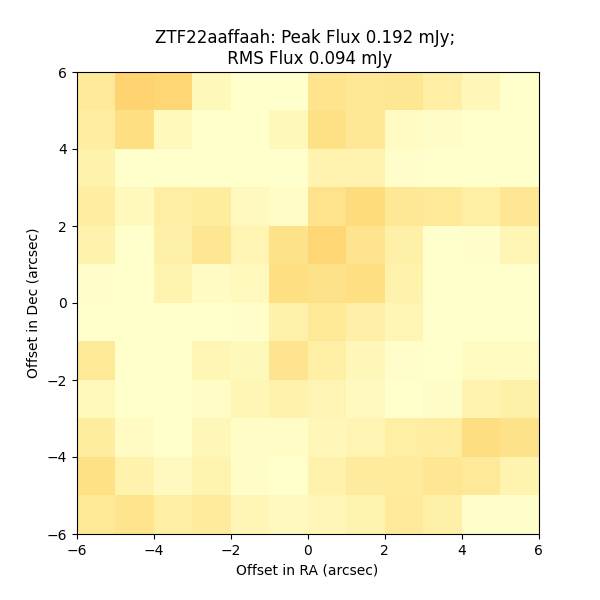 ZTF22aaffaah: Peak Flux 0.192 mJy;
RMS Flux 0.094 mJy
6
4
2
0
−2
−4
−6
Offset in Dec (arcsec)
−6 −4 −2 0 2 4 6
Offset in RA (arcsec)